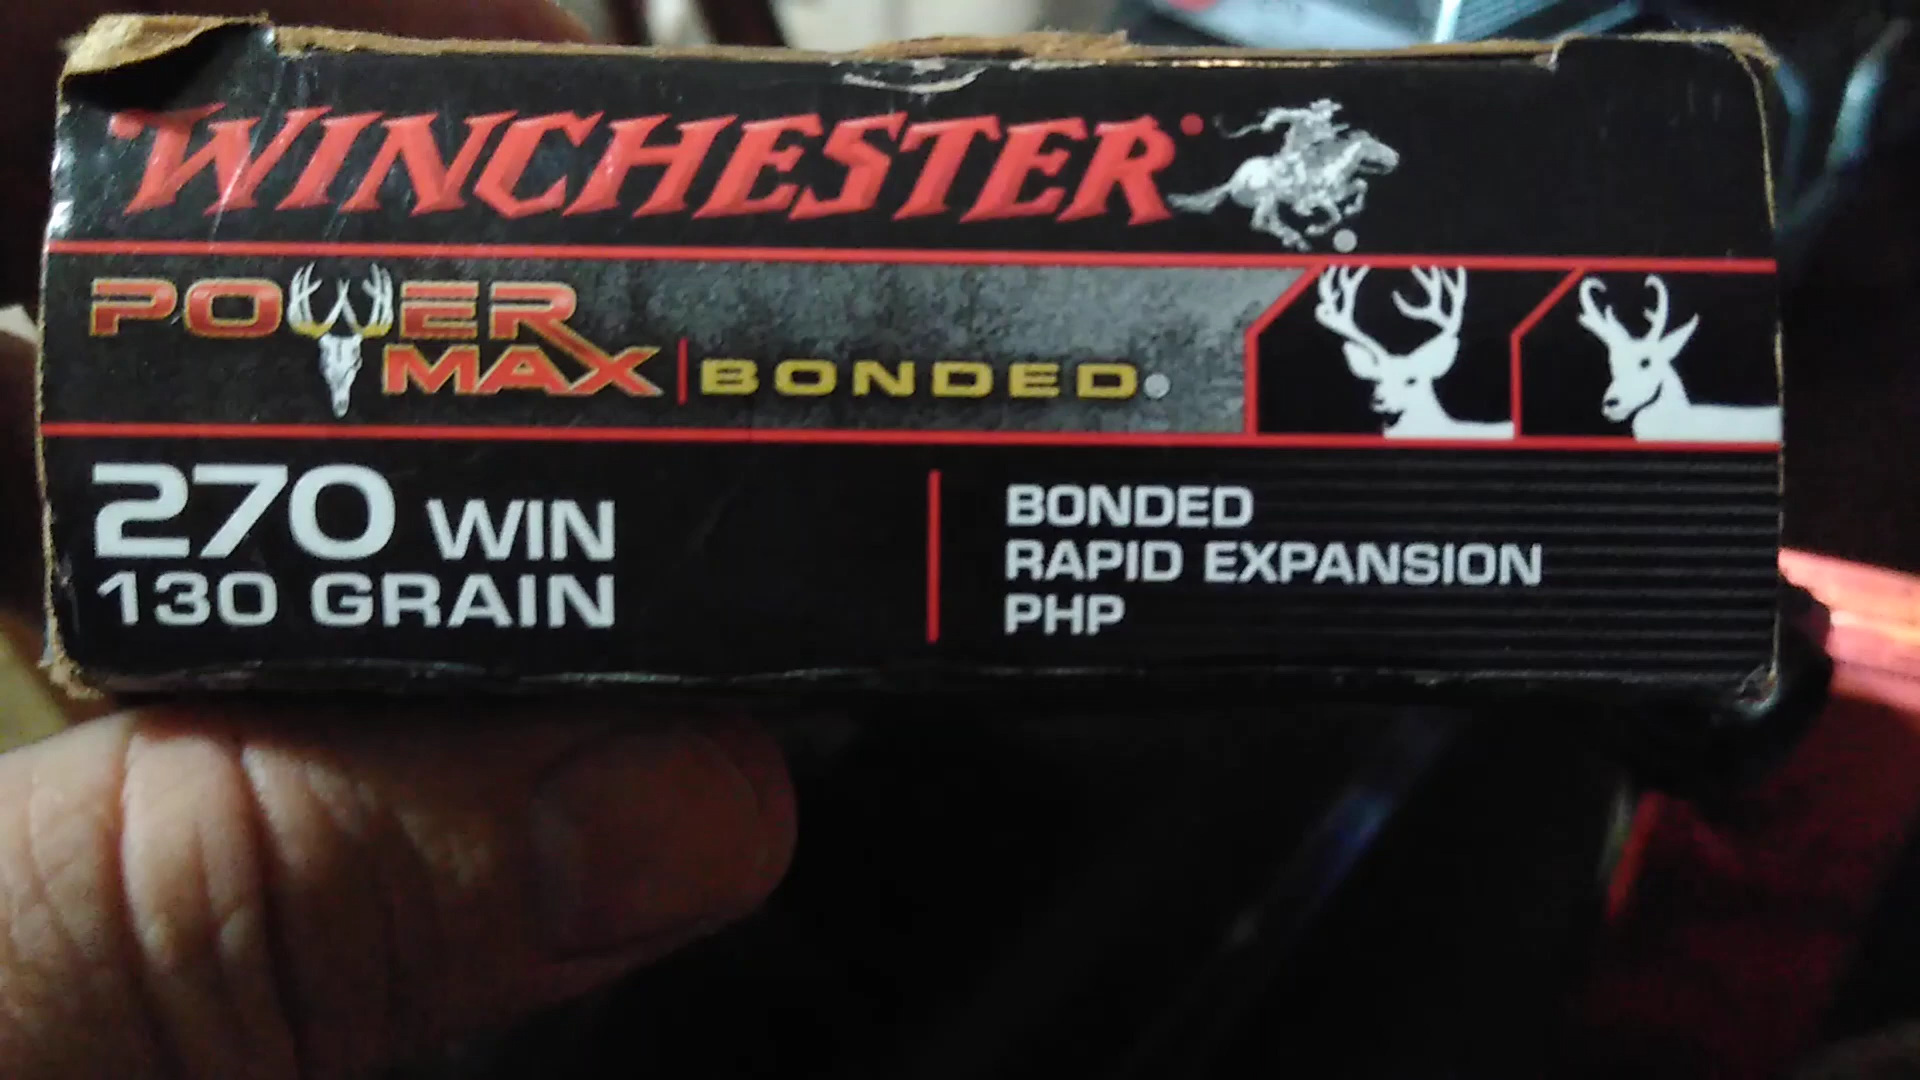 WINCHESTER
POWER
MAX | BONDED
270 WIN
130 GRAIN
BONDED
RAPID EXPANSION
PHP